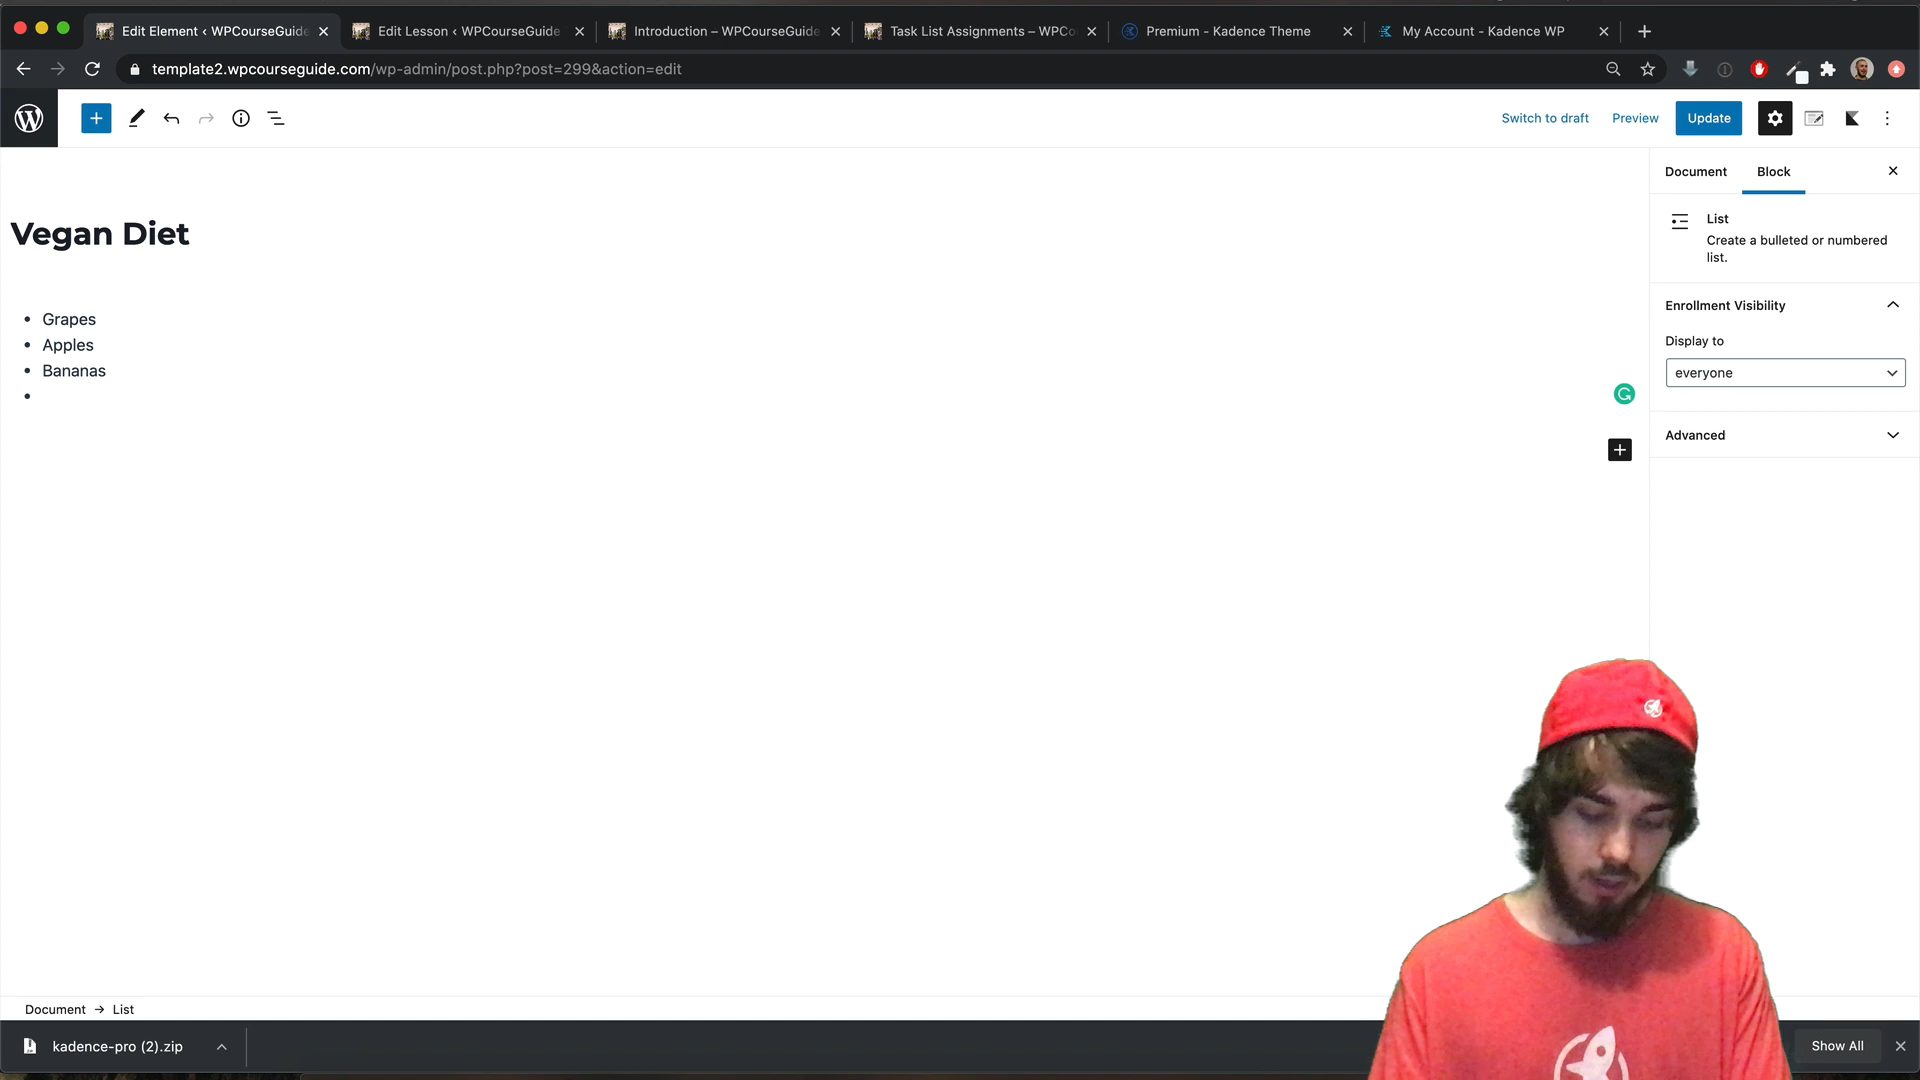 Edit Element ‹ WPCourseGuide
Edit Lesson ‹ WPCourseGuide
Introduction – WPCourseGuide
Task List Assignments – WPCo
Premium - Kadence Theme
My Account - Kadence WP
template2.wpcourseguide.com/wp-admin/post.php?post=299&action=edit
Switch to draft
Preview
Update
Document
Block
Vegan Diet
List
Create a bulleted or numbered
list.
Grapes
Apples
Bananas
Enrollment Visibility
Display to
everyone
Advanced
Document → List
kadence-pro (2).zip
Show All